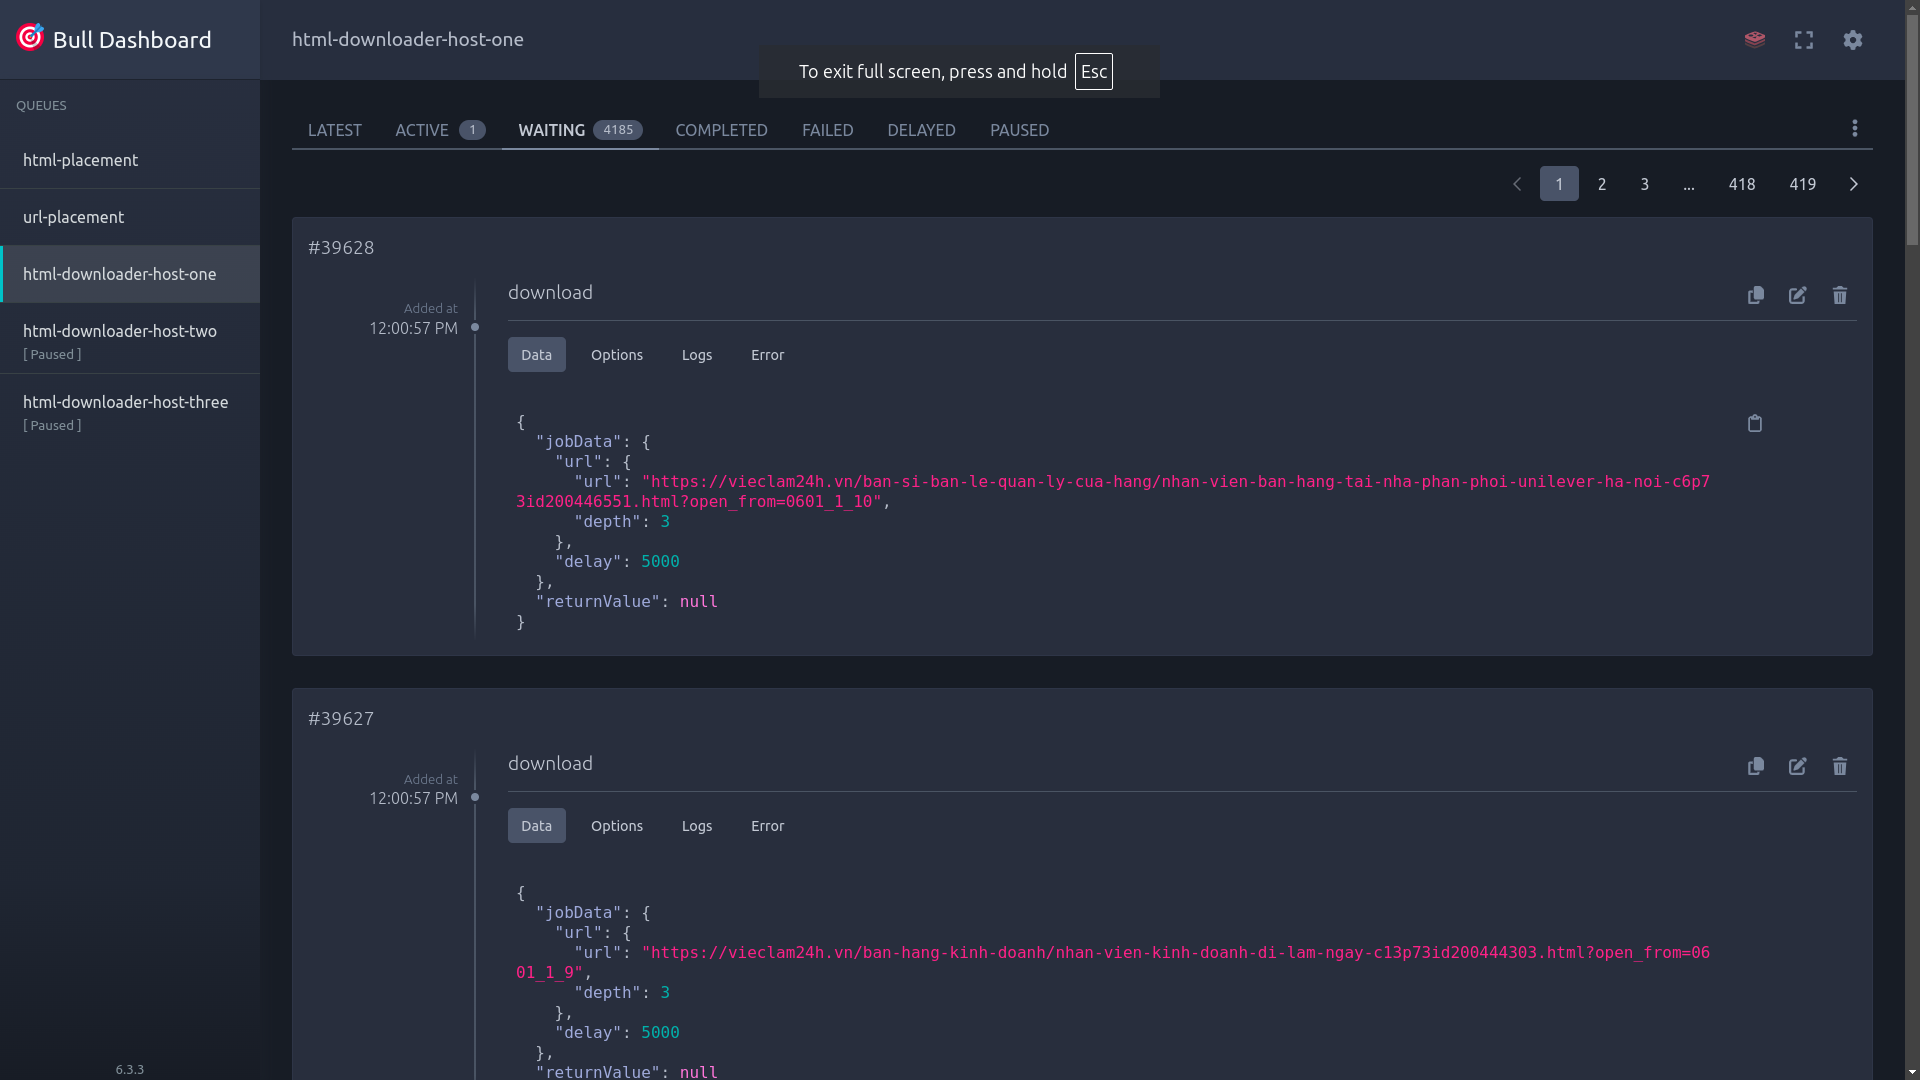 Bull Dashboard
html-downloader-host-one
To exit full screen, press and hold Esc
QUEUES
html-placement
url-placement
html-downloader-host-one
html-downloader-host-two
[ Paused ]
html-downloader-host-three
[ Paused ]
6.3.3
LATEST ACTIVE 1 WAITING 4185 COMPLETED FAILED DELAYED PAUSED
1 2 3 ... 418 419
#39628
Added at
12:00:57 PM
download
Data Options Logs Error
{
"jobData": {
"url": {
"url": "https://vieclam24h.vn/ban-si-ban-le-quan-ly-cua-hang/nhan-vien-ban-hang-tai-nha-phan-phoi-unilever-ha-noi-c6p7
3id200446551.html?open_from=0601_1_10",
"depth": 3
},
"delay": 5000
},
"returnValue": null
}
#39627
Added at
12:00:57 PM
download
Data Options Logs Error
{
"jobData": {
"url": {
"url": "https://vieclam24h.vn/ban-hang-kinh-doanh/nhan-vien-kinh-doanh-di-lam-ngay-c13p73id200444303.html?open_from=06
01_1_9",
"depth": 3
},
"delay": 5000
},
"returnValue": null